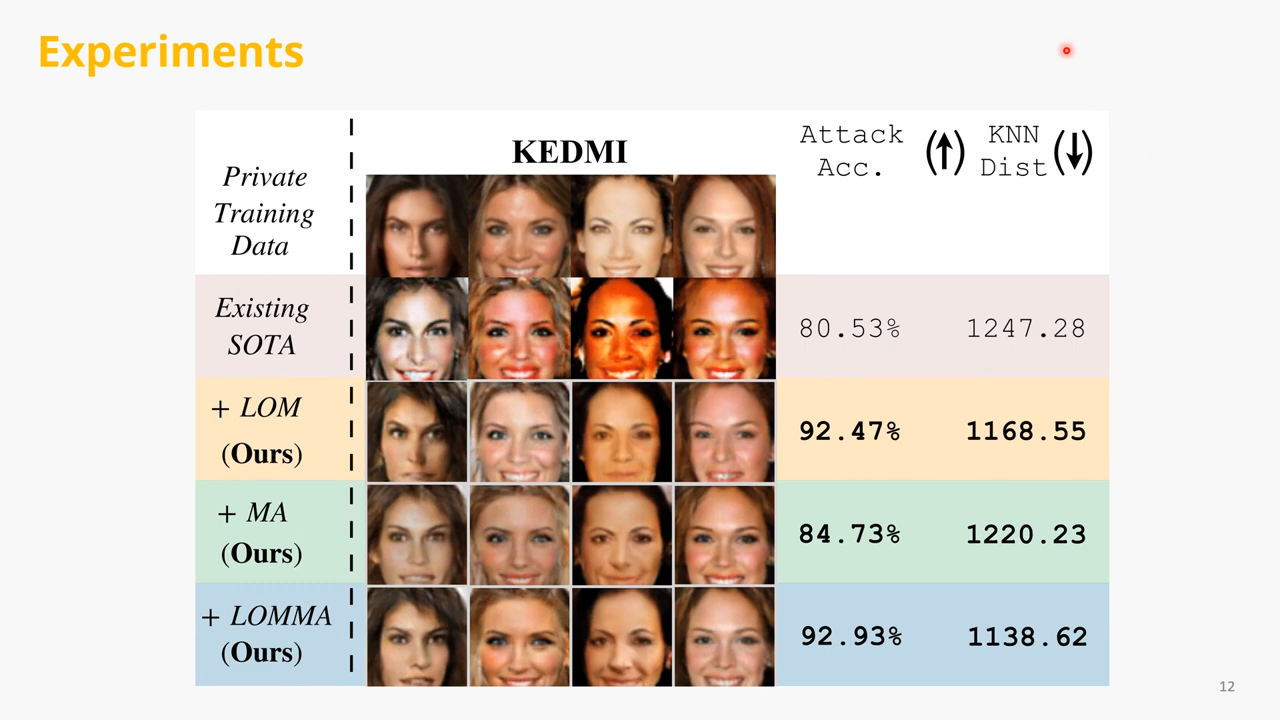 Experiments
KEDMI
Attack
Acc.
(↑)
KNN
Dist
(↓)
Private
Training
Data
Existing
SOTA
80.53%
1247.28
+ LOM
(Ours)
92.47%
1168.55
+ MA
(Ours)
84.73%
1220.23
+ LOMMA
(Ours)
92.93%
1138.62
12